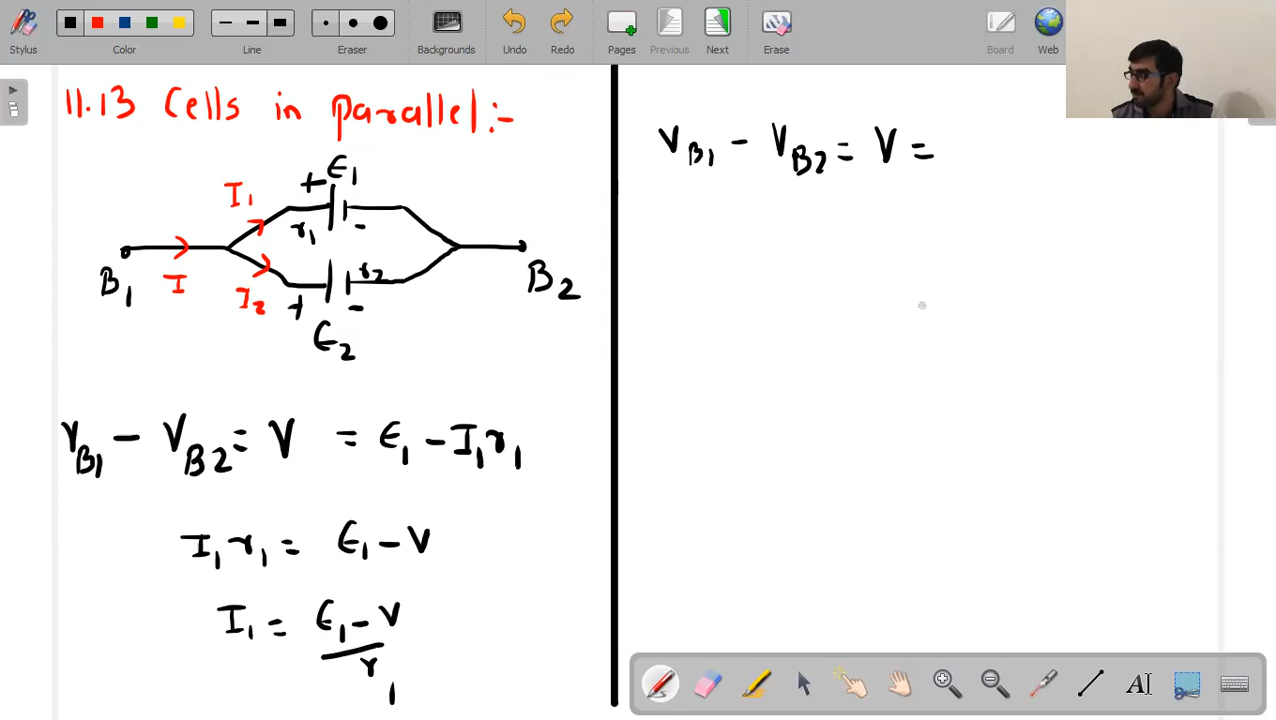 Stylus Color Line Eraser Backgrounds Undo Redo Pages Previous Next Erase Board Web
11.13 Cells in parallel:-
ϵ1
+
I1
r1
-
B1
I
I2
r2
B2
+
-
ϵ2
VB1 - VB2 = V = ϵ1 - I1r1
I1r1 = ϵ1 - V
I1 = ϵ1 - V
r1
VB1 - VB2 = V =
A